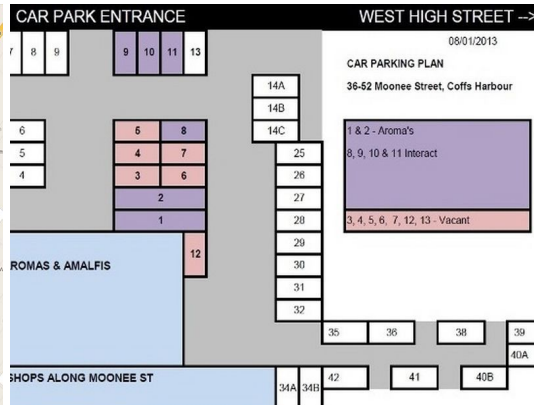 CAR PARK ENTRANCE
WEST HIGH STREET -->
08/01/2013
CAR PARKING PLAN
36-52 Moonee Street, Coffs Harbour
8 9
9 10 11 13
14A
14B
14C
6
5
4
5 8
4 7
3 6
2
1
12
1 & 2 - Aroma's
8, 9, 10 & 11 Interact
3, 4, 5, 6, 7, 12, 13 - Vacant
25
26
27
28
29
30
31
32
ROMAS & AMALFIS
35 36 38 39
40A
SHOPS ALONG MOONEE ST
34A 34B 42 41 40B